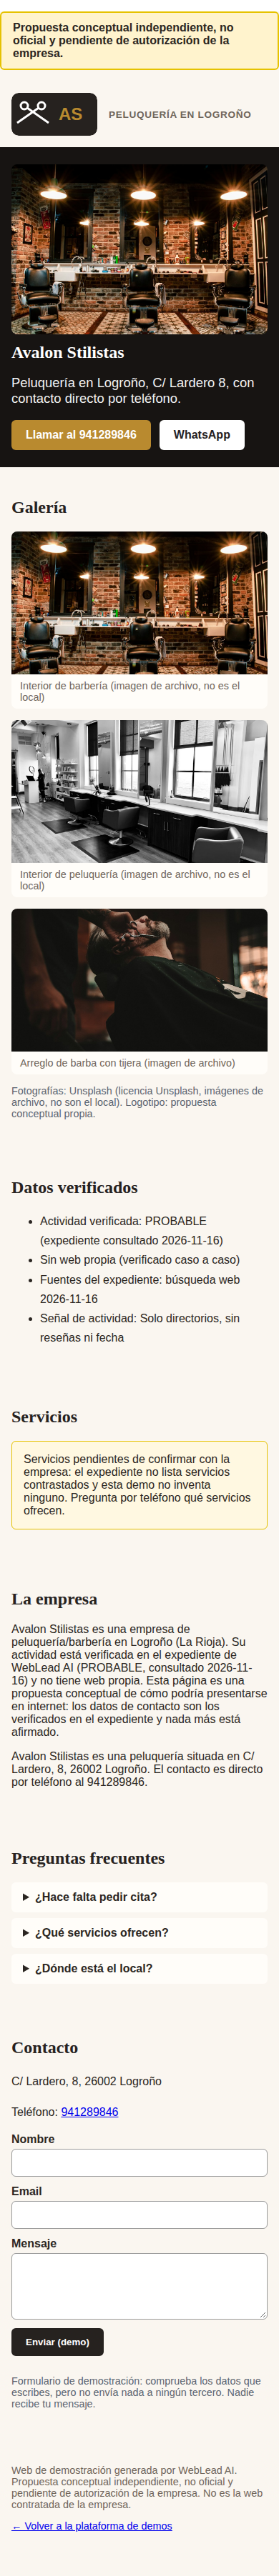 Propuesta conceptual independiente, no
oficial y pendiente de autorización de la
empresa.
AS
PELUQUERÍA EN LOGROÑO
Avalon Stilistas
Peluquería en Logroño, C/ Lardero 8, con
contacto directo por teléfono.
Llamar al 941289846
WhatsApp
Galería
Interior de barbería (imagen de archivo, no es el
local)
Interior de peluquería (imagen de archivo, no es el
local)
Arreglo de barba con tijera (imagen de archivo)
Fotografías: Unsplash (licencia Unsplash, imágenes de
archivo, no son el local). Logotipo: propuesta
conceptual propia.
Datos verificados
• Actividad verificada: PROBABLE
(expediente consultado 2026-11-16)
• Sin web propia (verificado caso a caso)
• Fuentes del expediente: búsqueda web
2026-11-16
• Señal de actividad: Solo directorios, sin
reseñas ni fecha
Servicios
Servicios pendientes de confirmar con la
empresa: el expediente no lista servicios
contrastados y esta demo no inventa
ninguno. Pregunta por teléfono qué servicios
ofrecen.
La empresa
Avalon Stilistas es una empresa de
peluquería/barbería en Logroño (La Rioja). Su
actividad está verificada en el expediente de
WebLead AI (PROBABLE, consultado 2026-11-
16) y no tiene web propia. Esta página es una
propuesta conceptual de cómo podría presentarse
en internet: los datos de contacto son los
verificados en el expediente y nada más está
afirmado.
Avalon Stilistas es una peluquería situada en C/
Lardero, 8, 26002 Logroño. El contacto es directo
por teléfono al 941289846.
Preguntas frecuentes
¿Hace falta pedir cita?
¿Qué servicios ofrecen?
¿Dónde está el local?
Contacto
C/ Lardero, 8, 26002 Logroño
Teléfono: 941289846
Nombre
Email
Mensaje
Enviar (demo)
Formulario de demostración: comprueba los datos que
escribes, pero no envía nada a ningún tercero. Nadie
recibe tu mensaje.
Web de demostración generada por WebLead AI.
Propuesta conceptual independiente, no oficial y
pendiente de autorización de la empresa. No es la web
contratada de la empresa.
← Volver a la plataforma de demos